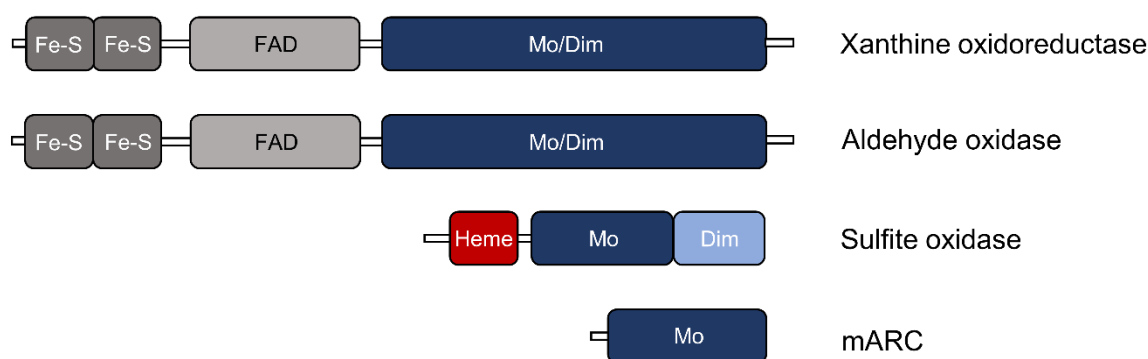 Fe-S Fe-S FAD Mo/Dim Xanthine oxidoreductase
Fe-S Fe-S FAD Mo/Dim Aldehyde oxidase
Heme Mo Dim Sulfite oxidase
Mo mARC